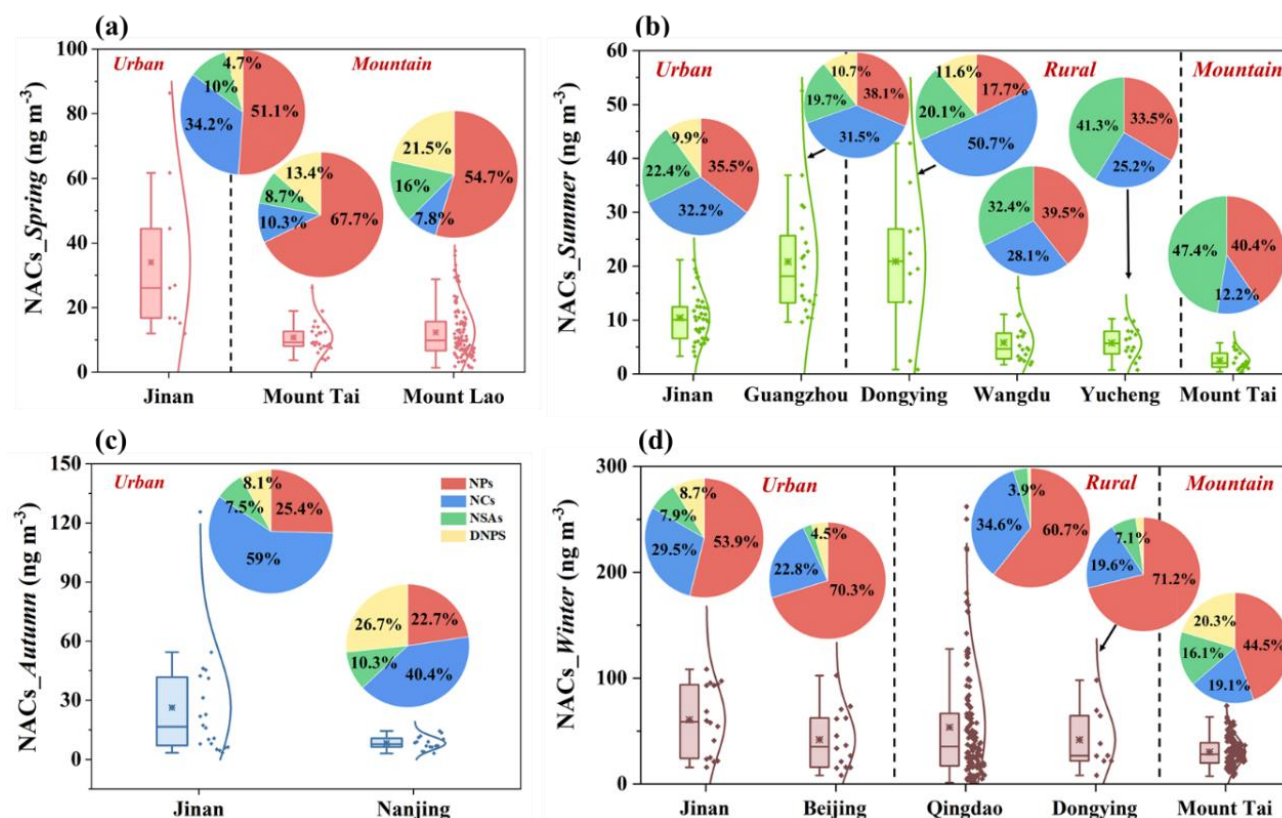 (a)
NACs_Spring (ng m⁻³)
100
80
60
40
20
0
Urban
Mountain
4.7%
10%
34.2%
51.1%
13.4%
8.7%
10.3%
67.7%
21.5%
16%
7.8%
54.7%
Jinan
Mount Tai
Mount Lao
(b)
NACs_Summer (ng m⁻³)
60
50
40
30
20
10
0
Urban
Rural
Mountain
9.9%
22.4%
35.5%
32.2%
10.7%
19.7%
38.1%
31.5%
11.6%
17.7%
20.1%
50.7%
32.4%
39.5%
28.1%
41.3%
33.5%
25.2%
47.4%
40.4%
12.2%
Jinan
Guangzhou
Dongying
Wangdu
Yucheng
Mount Tai
(c)
NACs_Autumn (ng m⁻³)
150
120
90
60
30
0
Urban
8.1%
7.5%
25.4%
59%
NPs
NCs
NSAs
DNPS
26.7%
22.7%
10.3%
40.4%
Jinan
Nanjing
(d)
NACs_Winter (ng m⁻³)
300
200
100
0
Urban
Rural
Mountain
8.7%
7.9%
53.9%
29.5%
4.5%
22.8%
70.3%
3.9%
34.6%
60.7%
7.1%
19.6%
71.2%
20.3%
44.5%
16.1%
19.1%
Jinan
Beijing
Qingdao
Dongying
Mount Tai